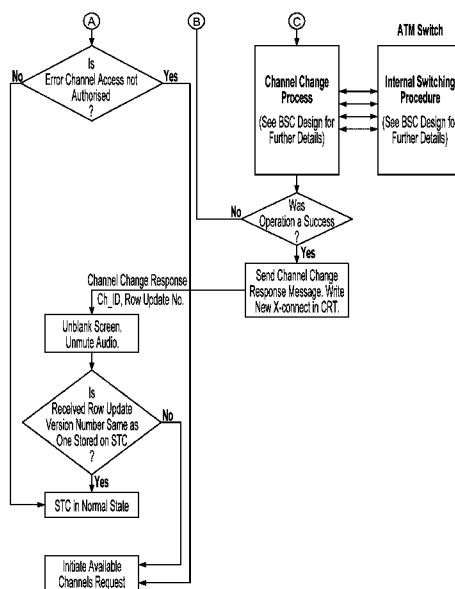 A
B
C
ATM Switch
Is
Error Channel Access not
Authorised
?
No
Yes
Channel Change
Process
(See BSC Design for
Further Details)
Internal Switching
Procedure
(See BSC Design for
Further Details)
Was
Operation a Success
?
No
Yes
Send Channel Change
Response Message. Write
New X-connect in CRT.
Channel Change Response
Ch_ID, Row Update No.
Unblank Screen.
Unmute Audio.
Is
Received Row Update
Version Number Same as
One Stored on STC
?
No
Yes
STC in Normal State
Initiate Available
Channels Request